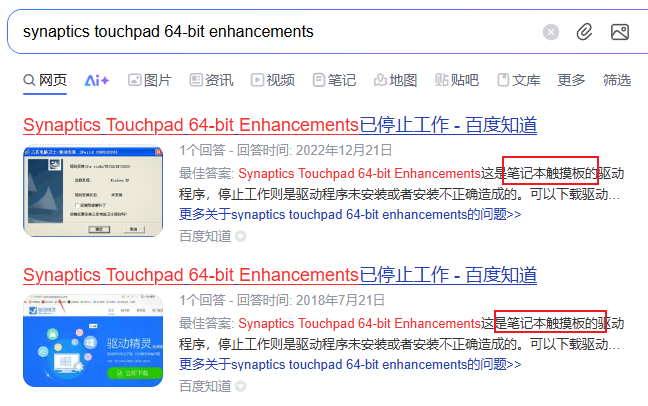 synaptics touchpad 64-bit enhancements
网页 Ai+ 图片 资讯 视频 笔记 地图 贴吧 文库 更多 筛选
Synaptics Touchpad 64-bit Enhancements已停止工作 - 百度知道
1个回答 - 回答时间: 2022年12月21日
最佳答案: Synaptics Touchpad 64-bit Enhancements这是笔记本触摸板的驱动
程序，停止工作则是驱动程序未安装或者安装不正确造成的。可以下载驱动...
更多关于synaptics touchpad 64-bit enhancements的问题>>
百度知道
Synaptics Touchpad 64-bit Enhancements已停止工作 - 百度知道
1个回答 - 回答时间: 2018年7月21日
最佳答案: Synaptics Touchpad 64-bit Enhancements这是笔记本触摸板的驱动
程序，停止工作则是驱动程序未安装或者安装不正确造成的。可以下载驱动...
驱动精灵
立即下载
更多关于synaptics touchpad 64-bit enhancements的问题>>
百度知道